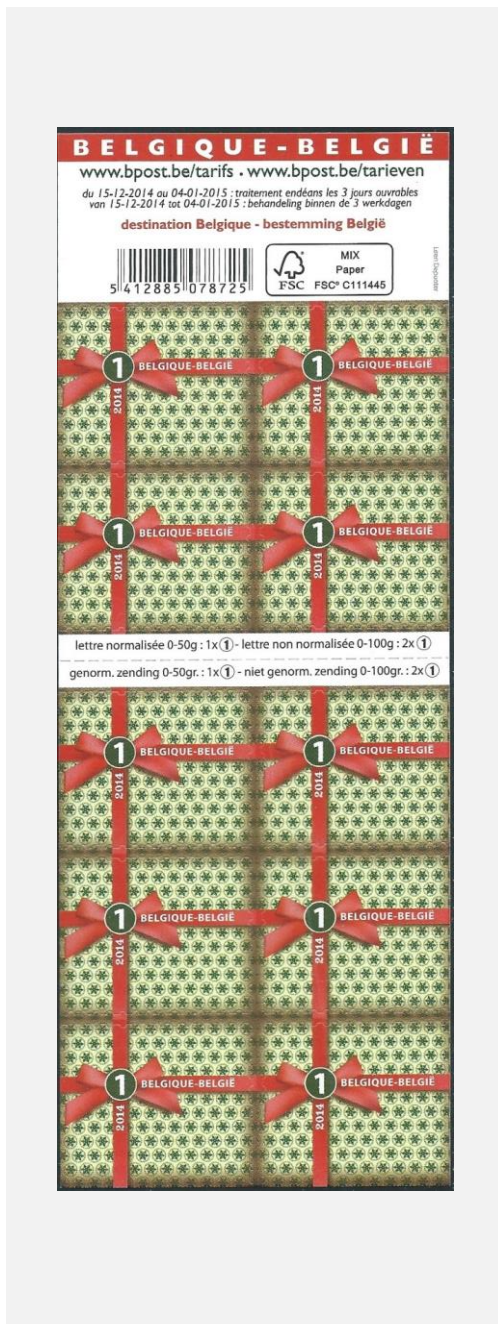 BELGIQUE-BELGIË
www.bpost.be/tarifs • www.bpost.be/tarieven
du 15-12-2014 au 04-01-2015 : traitement endéans les 3 jours ouvrables
van 15-12-2014 tot 04-01-2015 : behandeling binnen de 3 werkdagen
destination Belgique - bestemming België
5 412885 078725
FSC
MIX
Paper
FSC® C111445
1 BELGIQUE-BELGIË 2014
1 BELGIQUE-BELGIË 2014
1 BELGIQUE-BELGIË 2014
1 BELGIQUE-BELGIË 2014
lettre normalisée 0-50g : 1x① - lettre non normalisée 0-100g : 2x①
genorm. zending 0-50gr. : 1x① - niet genorm. zending 0-100gr. : 2x①
1 BELGIQUE-BELGIË 2014
1 BELGIQUE-BELGIË 2014
1 BELGIQUE-BELGIË 2014
1 BELGIQUE-BELGIË 2014
1 BELGIQUE-BELGIË 2014
1 BELGIQUE-BELGIË 2014